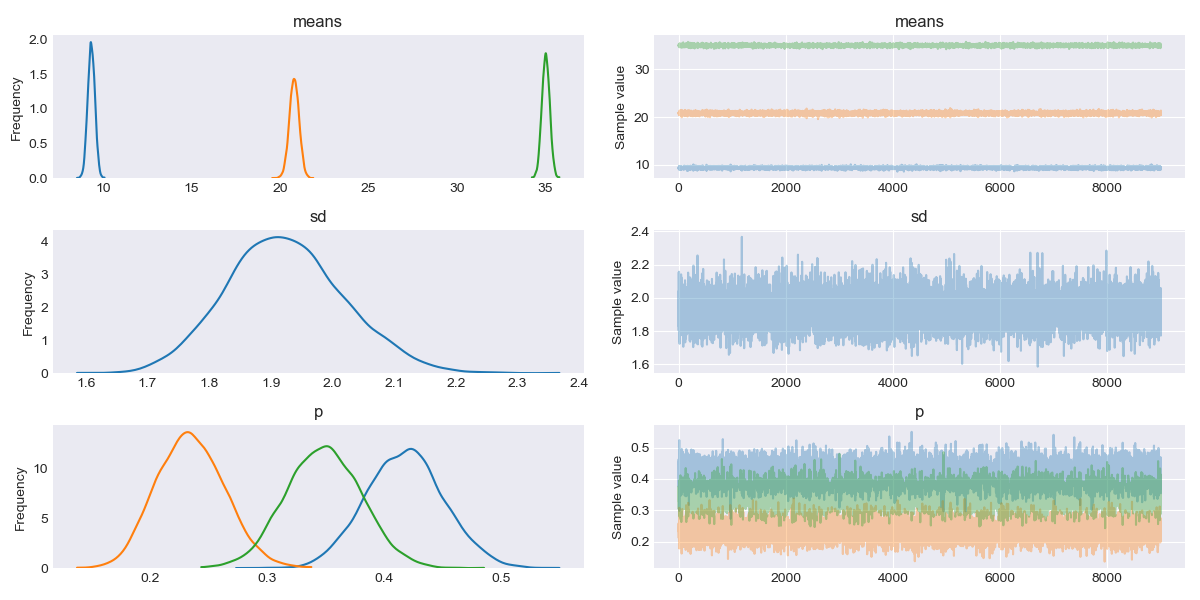 means
means
Frequency
2.0
1.5
1.0
0.5
0.0
10 15 20 25 30 35
Sample value
30
20
10
0 2000 4000 6000 8000
sd
sd
Frequency
4
3
2
1
0
1.6 1.7 1.8 1.9 2.0 2.1 2.2 2.3 2.4
Sample value
2.4
2.2
2.0
1.8
1.6
0 2000 4000 6000 8000
p
p
Frequency
10
5
0
0.2 0.3 0.4 0.5
Sample value
0.5
0.4
0.3
0.2
0 2000 4000 6000 8000